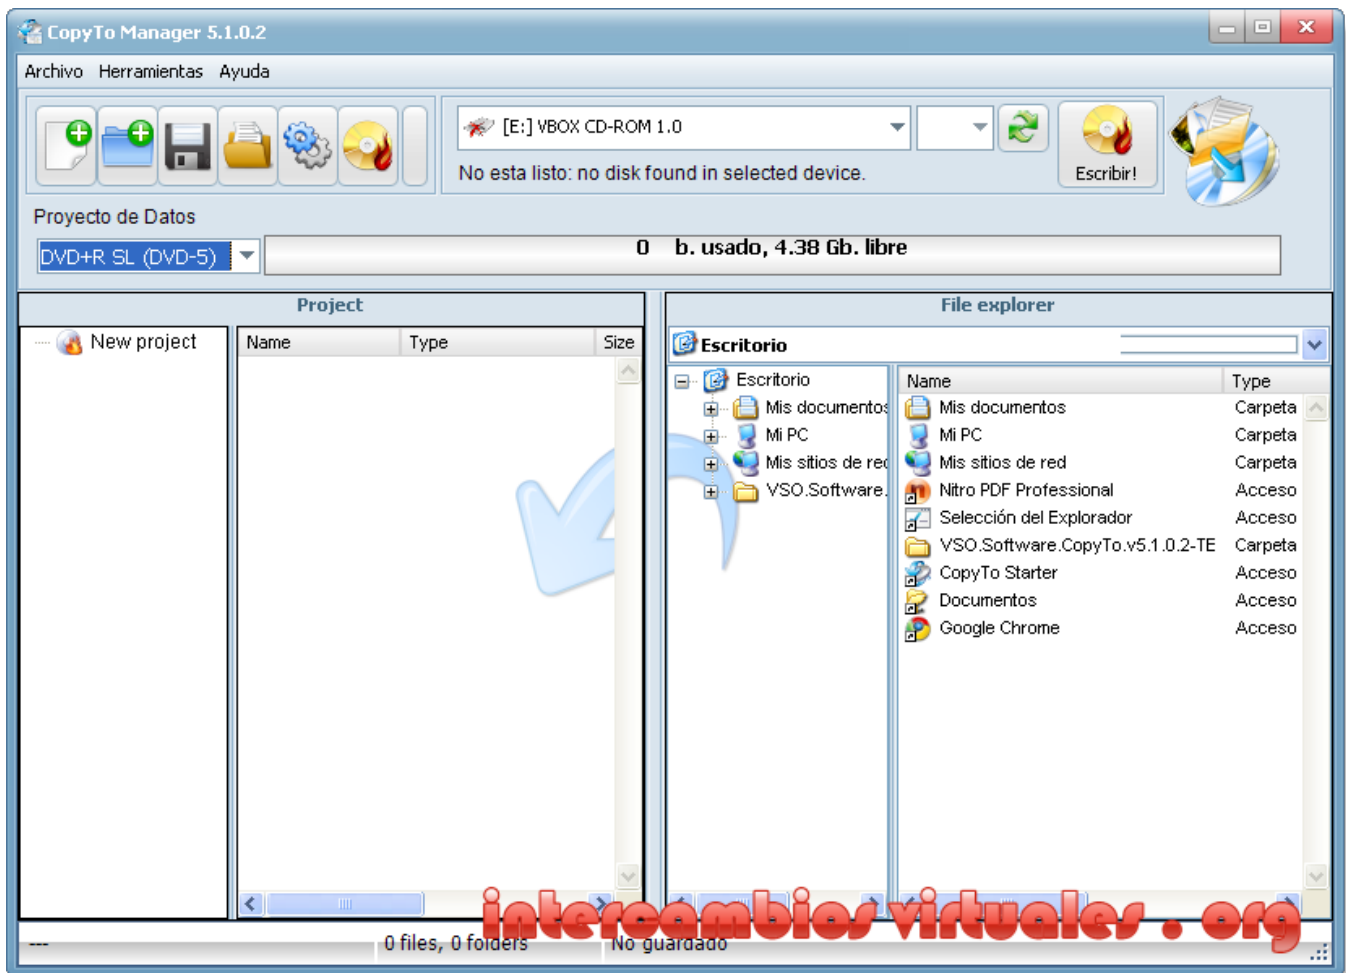 CopyTo Manager 5.1.0.2
Archivo Herramientas Ayuda
[E:] VBOX CD-ROM 1.0
No esta listo: no disk found in selected device.
Escribir!
Proyecto de Datos
DVD+R SL (DVD-5)
0 b. usado, 4.38 Gb. libre
Project
File explorer
New project
Name Type Size
Escritorio
Escritorio
Mis documentos
Mi PC
Mis sitios de red
VSO.Software.
Name Type
Mis documentos Carpeta
Mi PC Carpeta
Mis sitios de red Carpeta
Nitro PDF Professional Acceso
Selección del Explorador Acceso
VSO.Software.CopyTo.v5.1.0.2-TE Carpeta
CopyTo Starter Acceso
Documentos Acceso
Google Chrome Acceso
intercambios virtuales . org
---
0 files, 0 folders
No guardado